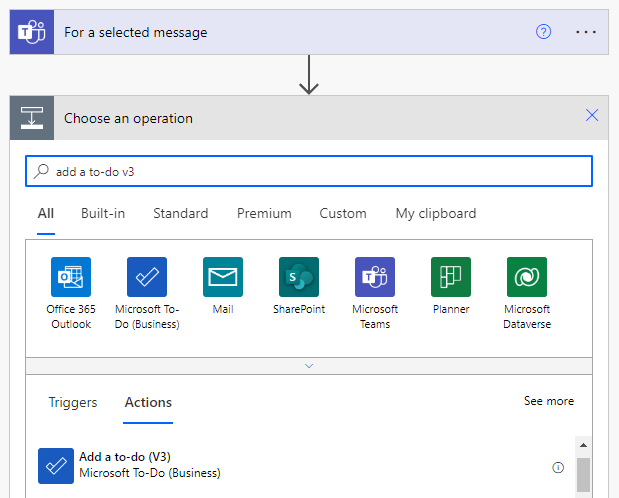 For a selected message
Choose an operation
add a to-do v3
All Built-in Standard Premium Custom My clipboard
Office 365 Outlook
Microsoft To-Do (Business)
Mail
SharePoint
Microsoft Teams
Planner
Microsoft Dataverse
Triggers Actions See more
Add a to-do (V3)
Microsoft To-Do (Business)